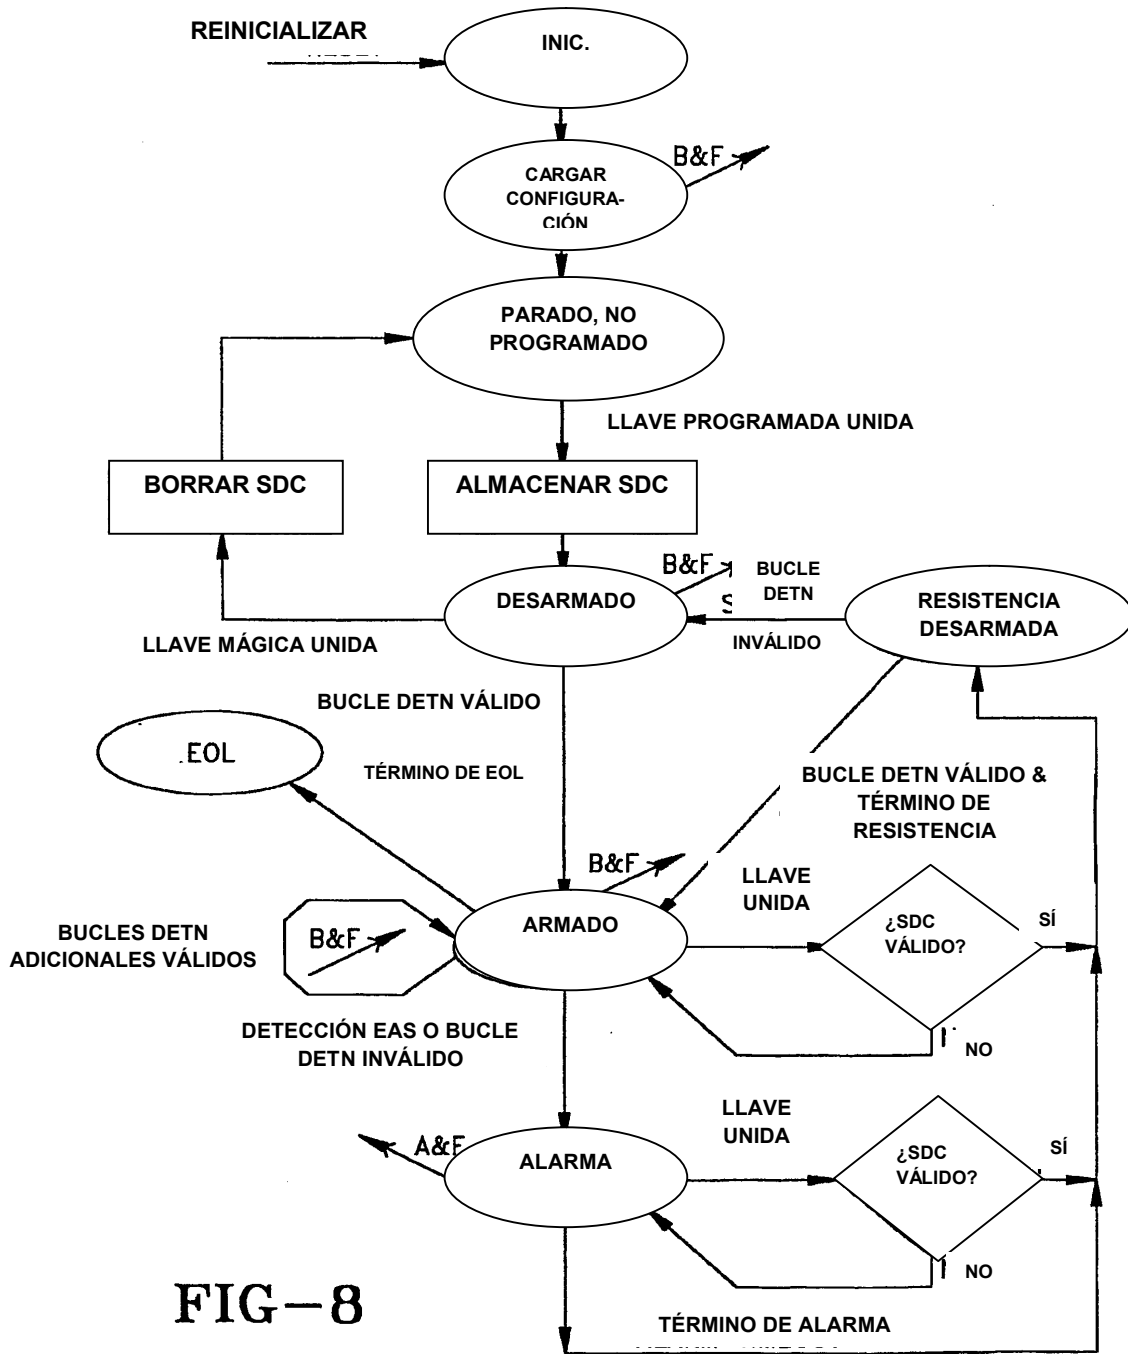 REINICIALIZAR
INIC.
CARGAR
CONFIGURA-
CIÓN
B&F
PARADO, NO
PROGRAMADO
LLAVE PROGRAMADA UNIDA
BORRAR SDC
ALMACENAR SDC
B&F
BUCLE
DETN
INVÁLIDO
DESARMADO
RESISTENCIA
DESARMADA
LLAVE MÁGICA UNIDA
BUCLE DETN VÁLIDO
EOL
TÉRMINO DE EOL
BUCLE DETN VÁLIDO &
TÉRMINO DE
RESISTENCIA
B&F
LLAVE
UNIDA
ARMADO
¿SDC
VÁLIDO?
SÍ
NO
BUCLES DETN
ADICIONALES VÁLIDOS
B&F
DETECCIÓN EAS O BUCLE
DETN INVÁLIDO
LLAVE
UNIDA
A&F
ALARMA
¿SDC
VÁLIDO?
SÍ
NO
TÉRMINO DE ALARMA
FIG-8